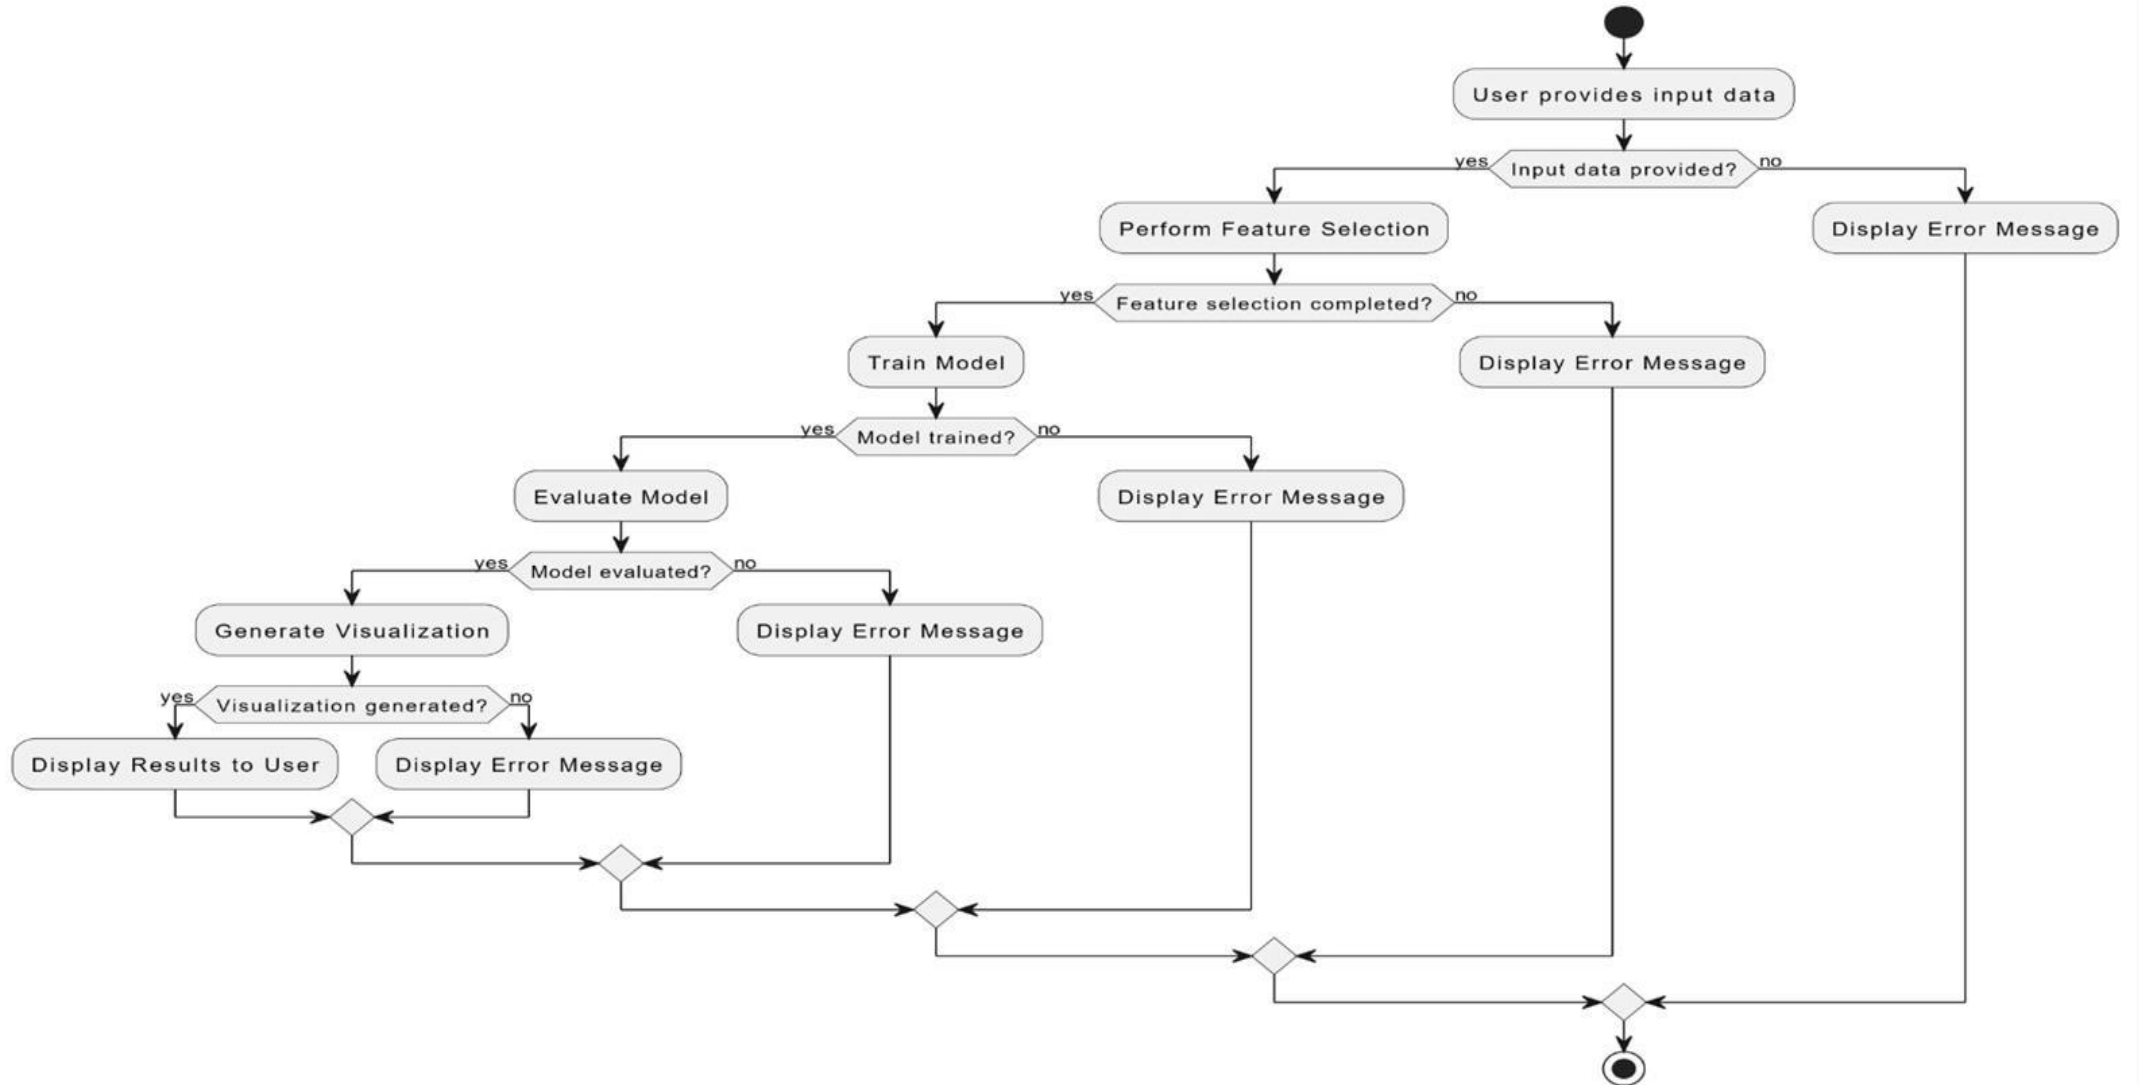 User provides input data
yes
Input data provided?
no
Perform Feature Selection
Display Error Message
yes
Feature selection completed?
no
Train Model
Display Error Message
yes
Model trained?
no
Evaluate Model
Display Error Message
yes
Model evaluated?
no
Generate Visualization
Display Error Message
yes
Visualization generated?
no
Display Results to User
Display Error Message